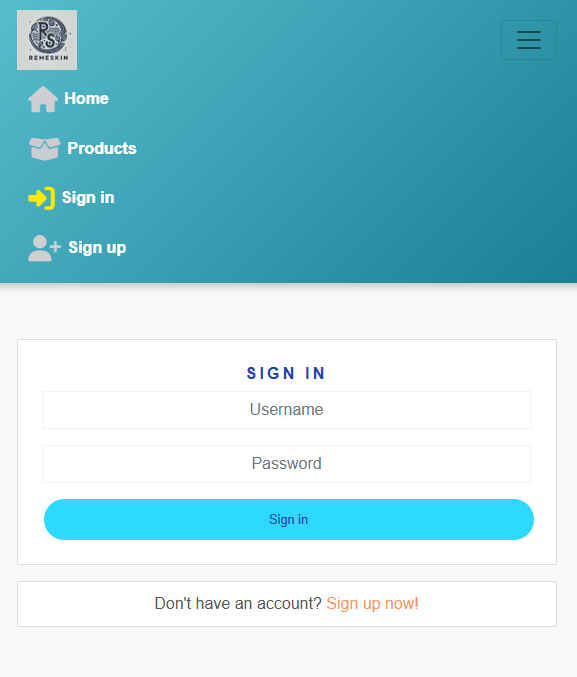 RS
REMESKIN
Home
Products
Sign in
Sign up
SIGN IN
Username
Password
Sign in
Don't have an account? Sign up now!